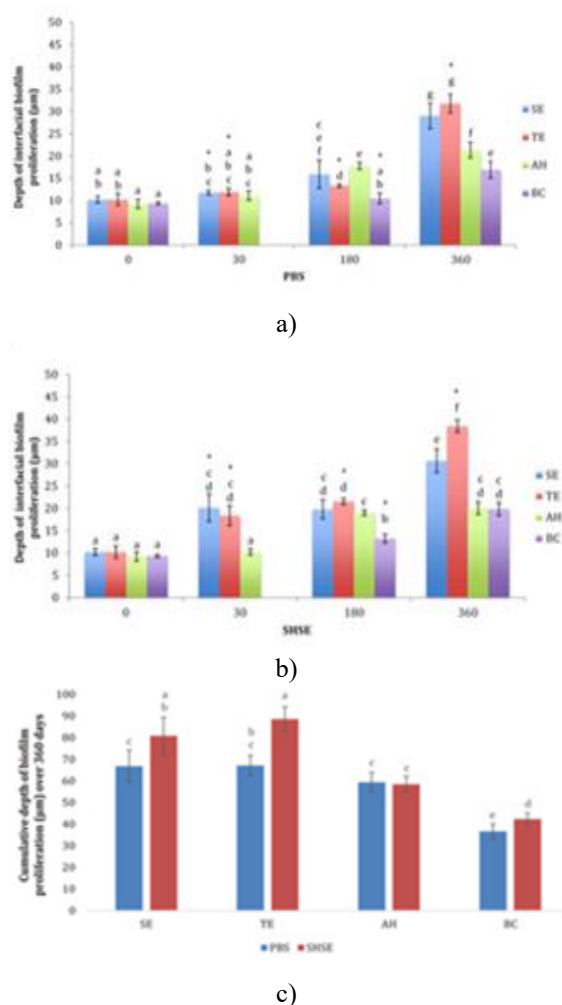 50
45
40
35
30
25
20
15
10
5
0
Depth of interfacial biofilm
proliferation (µm)
a b a b a a
* b c * a b c a b c
c e f * d e * a b
g * g f e
SE
TE
AH
BC
0 30 180 360
PBS
a)
50
45
40
35
30
25
20
15
10
5
0
Depth of interfacial biofilm
proliferation (µm)
a a a a
* c d * c d a
c d * d c * b
e * f c d c d
SE
TE
AH
BC
0 30 180 360
SHSE
b)
100
90
80
70
60
50
40
30
20
10
0
Cumulative depth of biofilm
proliferation (µm) over 360 days
c a b b c a c c e d
SE TE AH BC
PBS SHSE
c)